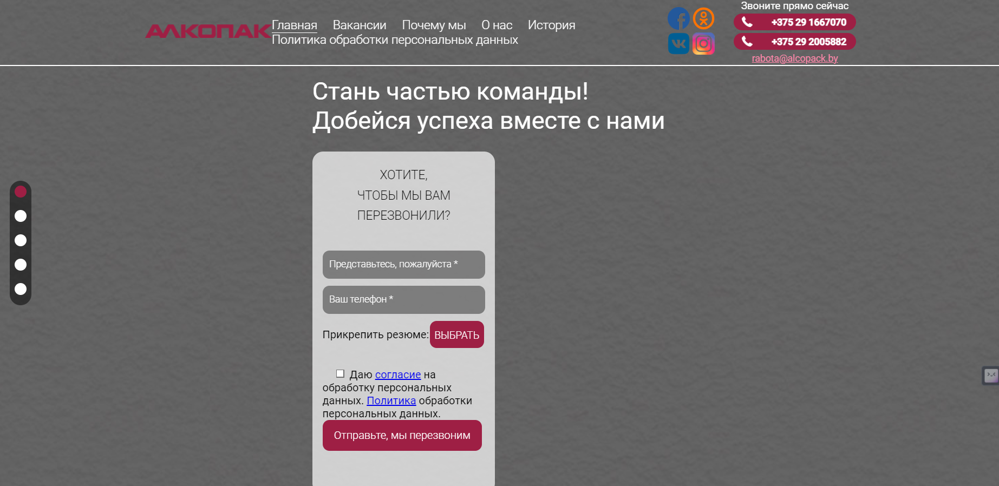 АЛКОПАК
Главная Вакансии Почему мы О нас История
Политика обработки персональных данных
Звоните прямо сейчас
+375 29 1667070
+375 29 2005882
rabota@alcopack.by
Стань частью команды!
Добейся успеха вместе с нами
ХОТИТЕ,
ЧТОБЫ МЫ ВАМ
ПЕРЕЗВОНИЛИ?
Представьтесь, пожалуйста *
Ваш телефон *
Прикрепить резюме: ВЫБРАТЬ
Даю согласие на
обработку персональных
данных. Политика обработки
персональных данных.
Отправьте, мы перезвоним